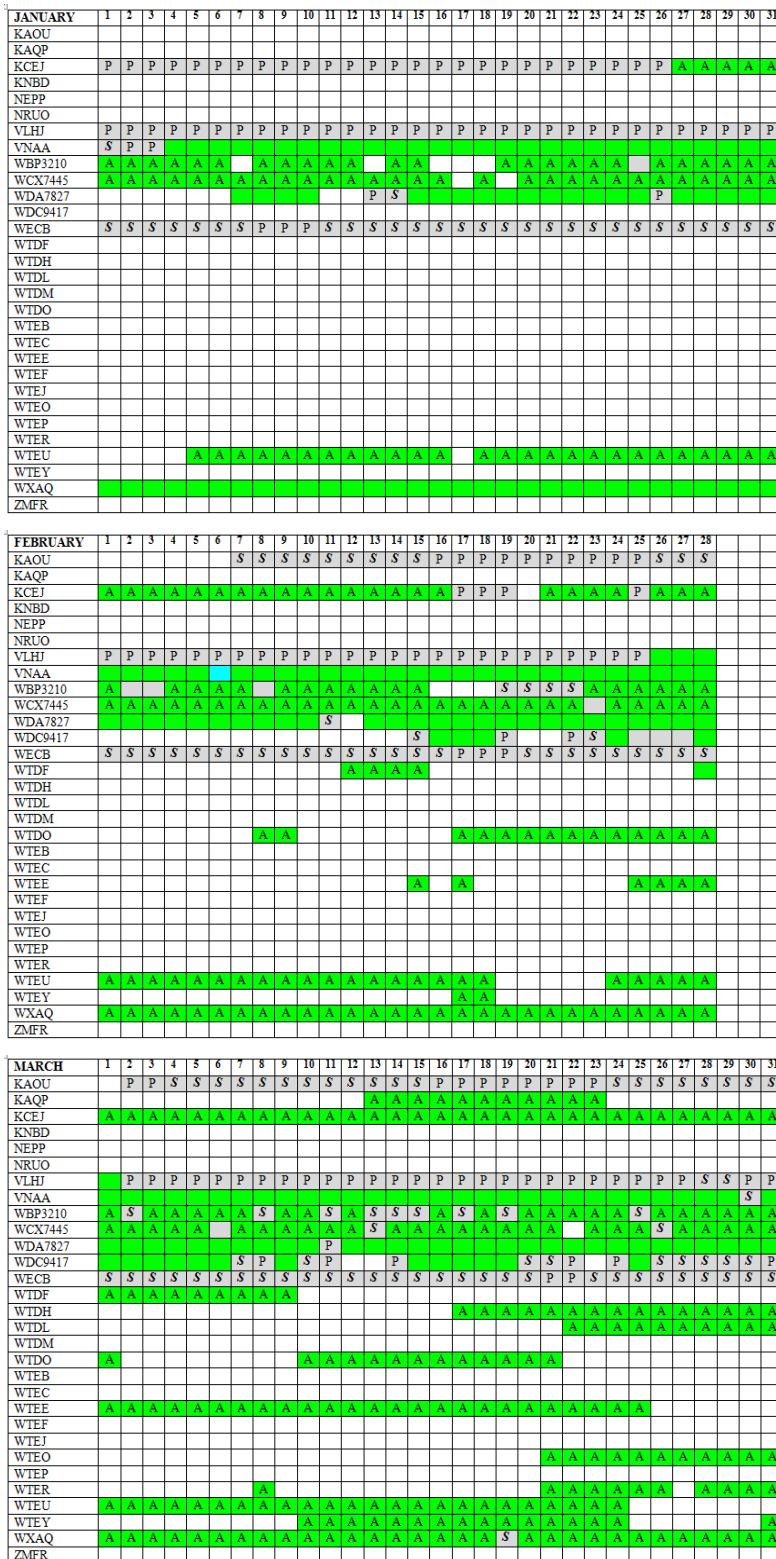 JANUARY 1 2 3 4 5 6 7 8 9 10 11 12 13 14 15 16 17 18 19 20 21 22 23 24 25 26 27 28 29 30 31
KAOU
KAQP
KCEJ P P P P P P P P P P P P P P P P P P P P P P P P P P A A A A A
KNBD
NEPP
NRUO
VLHJ P P P P P P P P P P P P P P P P P P P P P P P P P P P P P P P
VNAA S P P
WBP3210 A A A A A A A A A A A A A A A A A A A A A A A A A
WCX7445 A A A A A A A A A A A A A A A A A A A A A A A A A A A A A
WDA7827 P S P
WDC9417
WECB S S S S S S S P P P S S S S S S S S S S S S S S S S S S S S S
WTDF
WTDH
WTDL
WTDM
WTDO
WTEB
WTEC
WTEE
WTEF
WTEJ
WTEO
WTEP
WTER
WTEU A A A A A A A A A A A A A A A A A A A A A A A A A A
WTEY
WXAQ
ZMFR
FEBRUARY 1 2 3 4 5 6 7 8 9 10 11 12 13 14 15 16 17 18 19 20 21 22 23 24 25 26 27 28
KAOU S S S S S S S S S P P P P P P P P P P S S S
KAQP
KCEJ A A A A A A A A A A A A A A A A P P P A A A A P A A A
KNBD
NEPP
NRUO
VLHJ P P P P P P P P P P P P P P P P P P P P P P P P P
VNAA
WBP3210 A A A A A A A A A A A A S S S S A A A A A A
WCX7445 A A A A A A A A A A A A A A A A A A A A A A A A A A A
WDA7827 S
WDC9417 S P P S
WECB S S S S S S S S S S S S S S S S P P P S S S S S S S S S
WTDF A A A A
WTDH
WTDL
WTDM
WTDO A A A A A A A A A A A A A A
WTEB
WTEC
WTEE A A A A A A
WTEF
WTEJ
WTEO
WTEP
WTER
WTEU A A A A A A A A A A A A A A A A A A A A A A A
WTEY A A
WXAQ A A A A A A A A A A A A A A A A A A A A A A A A A A A A
ZMFR
MARCH 1 2 3 4 5 6 7 8 9 10 11 12 13 14 15 16 17 18 19 20 21 22 23 24 25 26 27 28 29 30 31
KAOU P P S S S S S S S S S S S S P P P P P P P P S S S S S S S S
KAQP A A A A A A A A A A A
KCEJ A A A A A A A A A A A A A A A A A A A A A A A A A A A A A A A
KNBD
NEPP
NRUO
VLHJ P P P P P P P P P P P P P P P P P P P P P P P P P P S S P P
VNAA S
WBP3210 A S A A A A A S A A S A S S S A S A S A A A A A S A A A A A A
WCX7445 A A A A A A A A A A A S A A A A A A A A A A A S A A A A A
WDA7827 P
WDC9417 S P S P P S S P P S S S S S P
WECB S S S S S S S S S S S S S S S S S S S S P P S S S S S S S S S
WTDF A A A A A A A A A
WTDH A A A A A A A A A A A A A A A
WTDL A A A A A A A A A A
WTDM
WTDO A A A A A A A A A A A A A
WTEB
WTEC
WTEE A A A A A A A A A A A A A A A A A A A A A A A A A
WTEF
WTEJ
WTEO A A A A A A A A A A A
WTEP
WTER A A A A A A A A A A A
WTEU A A A A A A A A A A A A A A A A A A A A A A A A
WTEY A A A A A A A A A A A A A A A A
WXAQ A A A A A A A A A A A A A A A A A A S A A A A A A A A A A A A
ZMFR